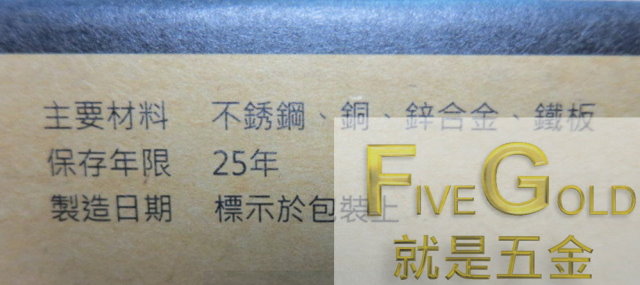 主要材料 不銹鋼、銅、鋅合金、鐵板
保存年限 25年
製造日期 標示於包裝上
FIVE GOLD
就是五金